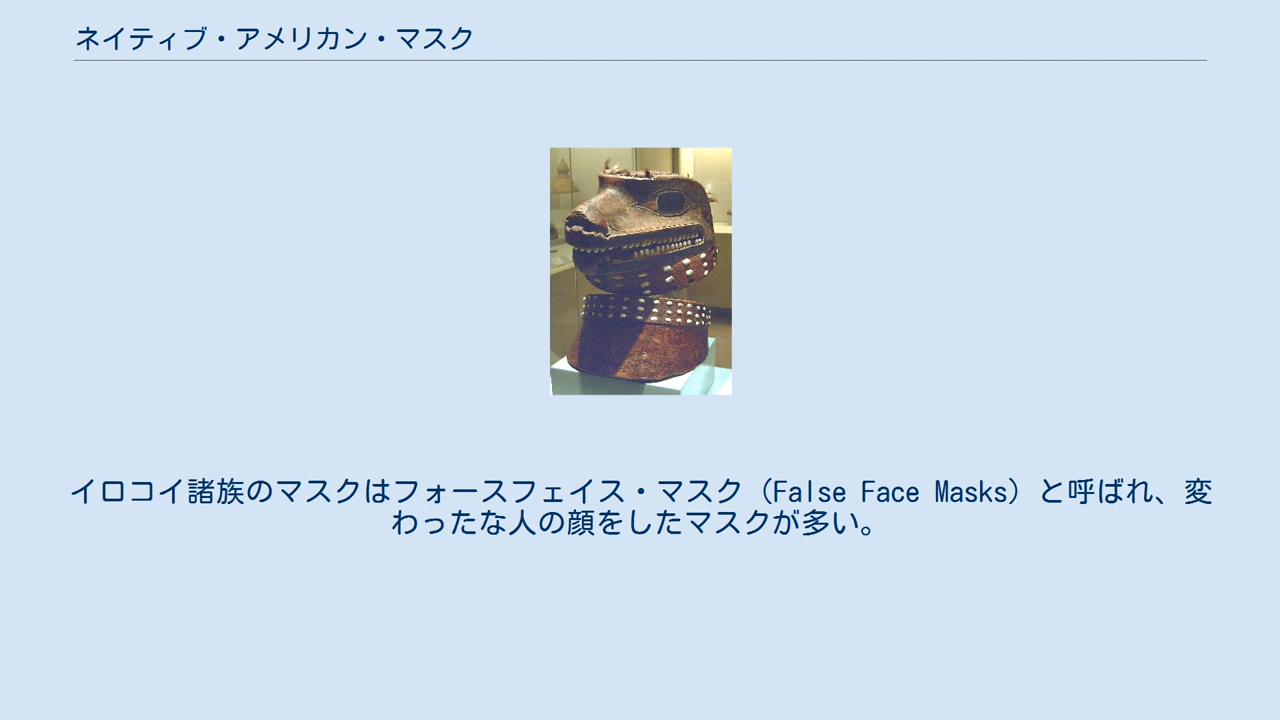 ネイティブ・アメリカン・マスク
イロコイ諸族のマスクはフォースフェイス・マスク（False Face Masks）と呼ばれ、変
わったな人の顔をしたマスクが多い。